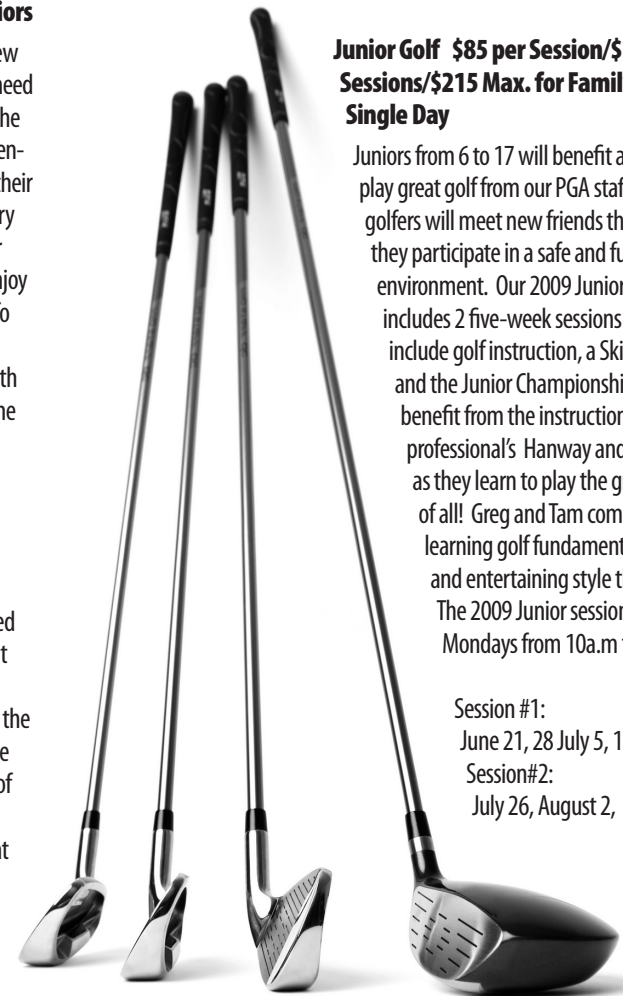 iors
ew
need
he
en-
their
ry
njoy
o
th
ne
ed
t
the
e
of
at
Junior Golf $85 per Session/$
Sessions/$215 Max. for Famil
Single Day
Juniors from 6 to 17 will benefit a
play great golf from our PGA staf
golfers will meet new friends th
they participate in a safe and fu
environment. Our 2009 Junior
includes 2 five-week sessions
include golf instruction, a Ski
and the Junior Championshi
benefit from the instruction
professional's Hanway and
as they learn to play the g
of all! Greg and Tam com
learning golf fundament
and entertaining style t
The 2009 Junior session
Mondays from 10a.m
Session #1:
June 21, 28 July 5, 1
Session#2:
July 26, August 2,